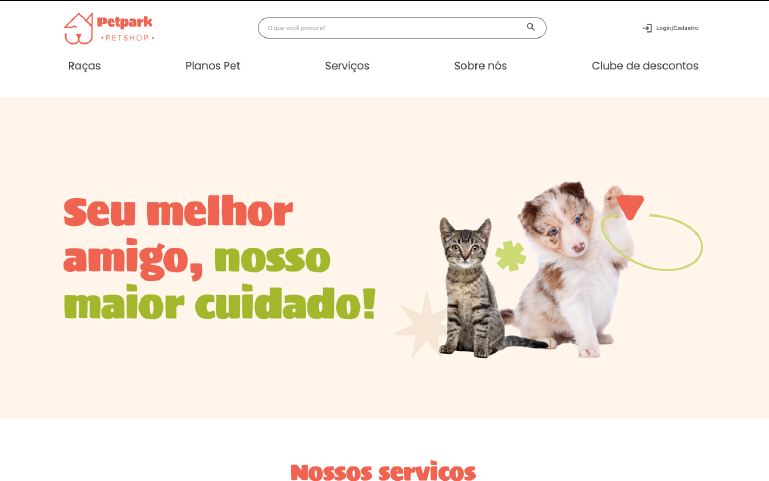 Petpark
•PETSHOP•
O que você procura?
Login/Cadastro
Raças
Planos Pet
Serviços
Sobre nós
Clube de descontos
Seu melhor
amigo, nosso
maior cuidado!
Nossos servicos